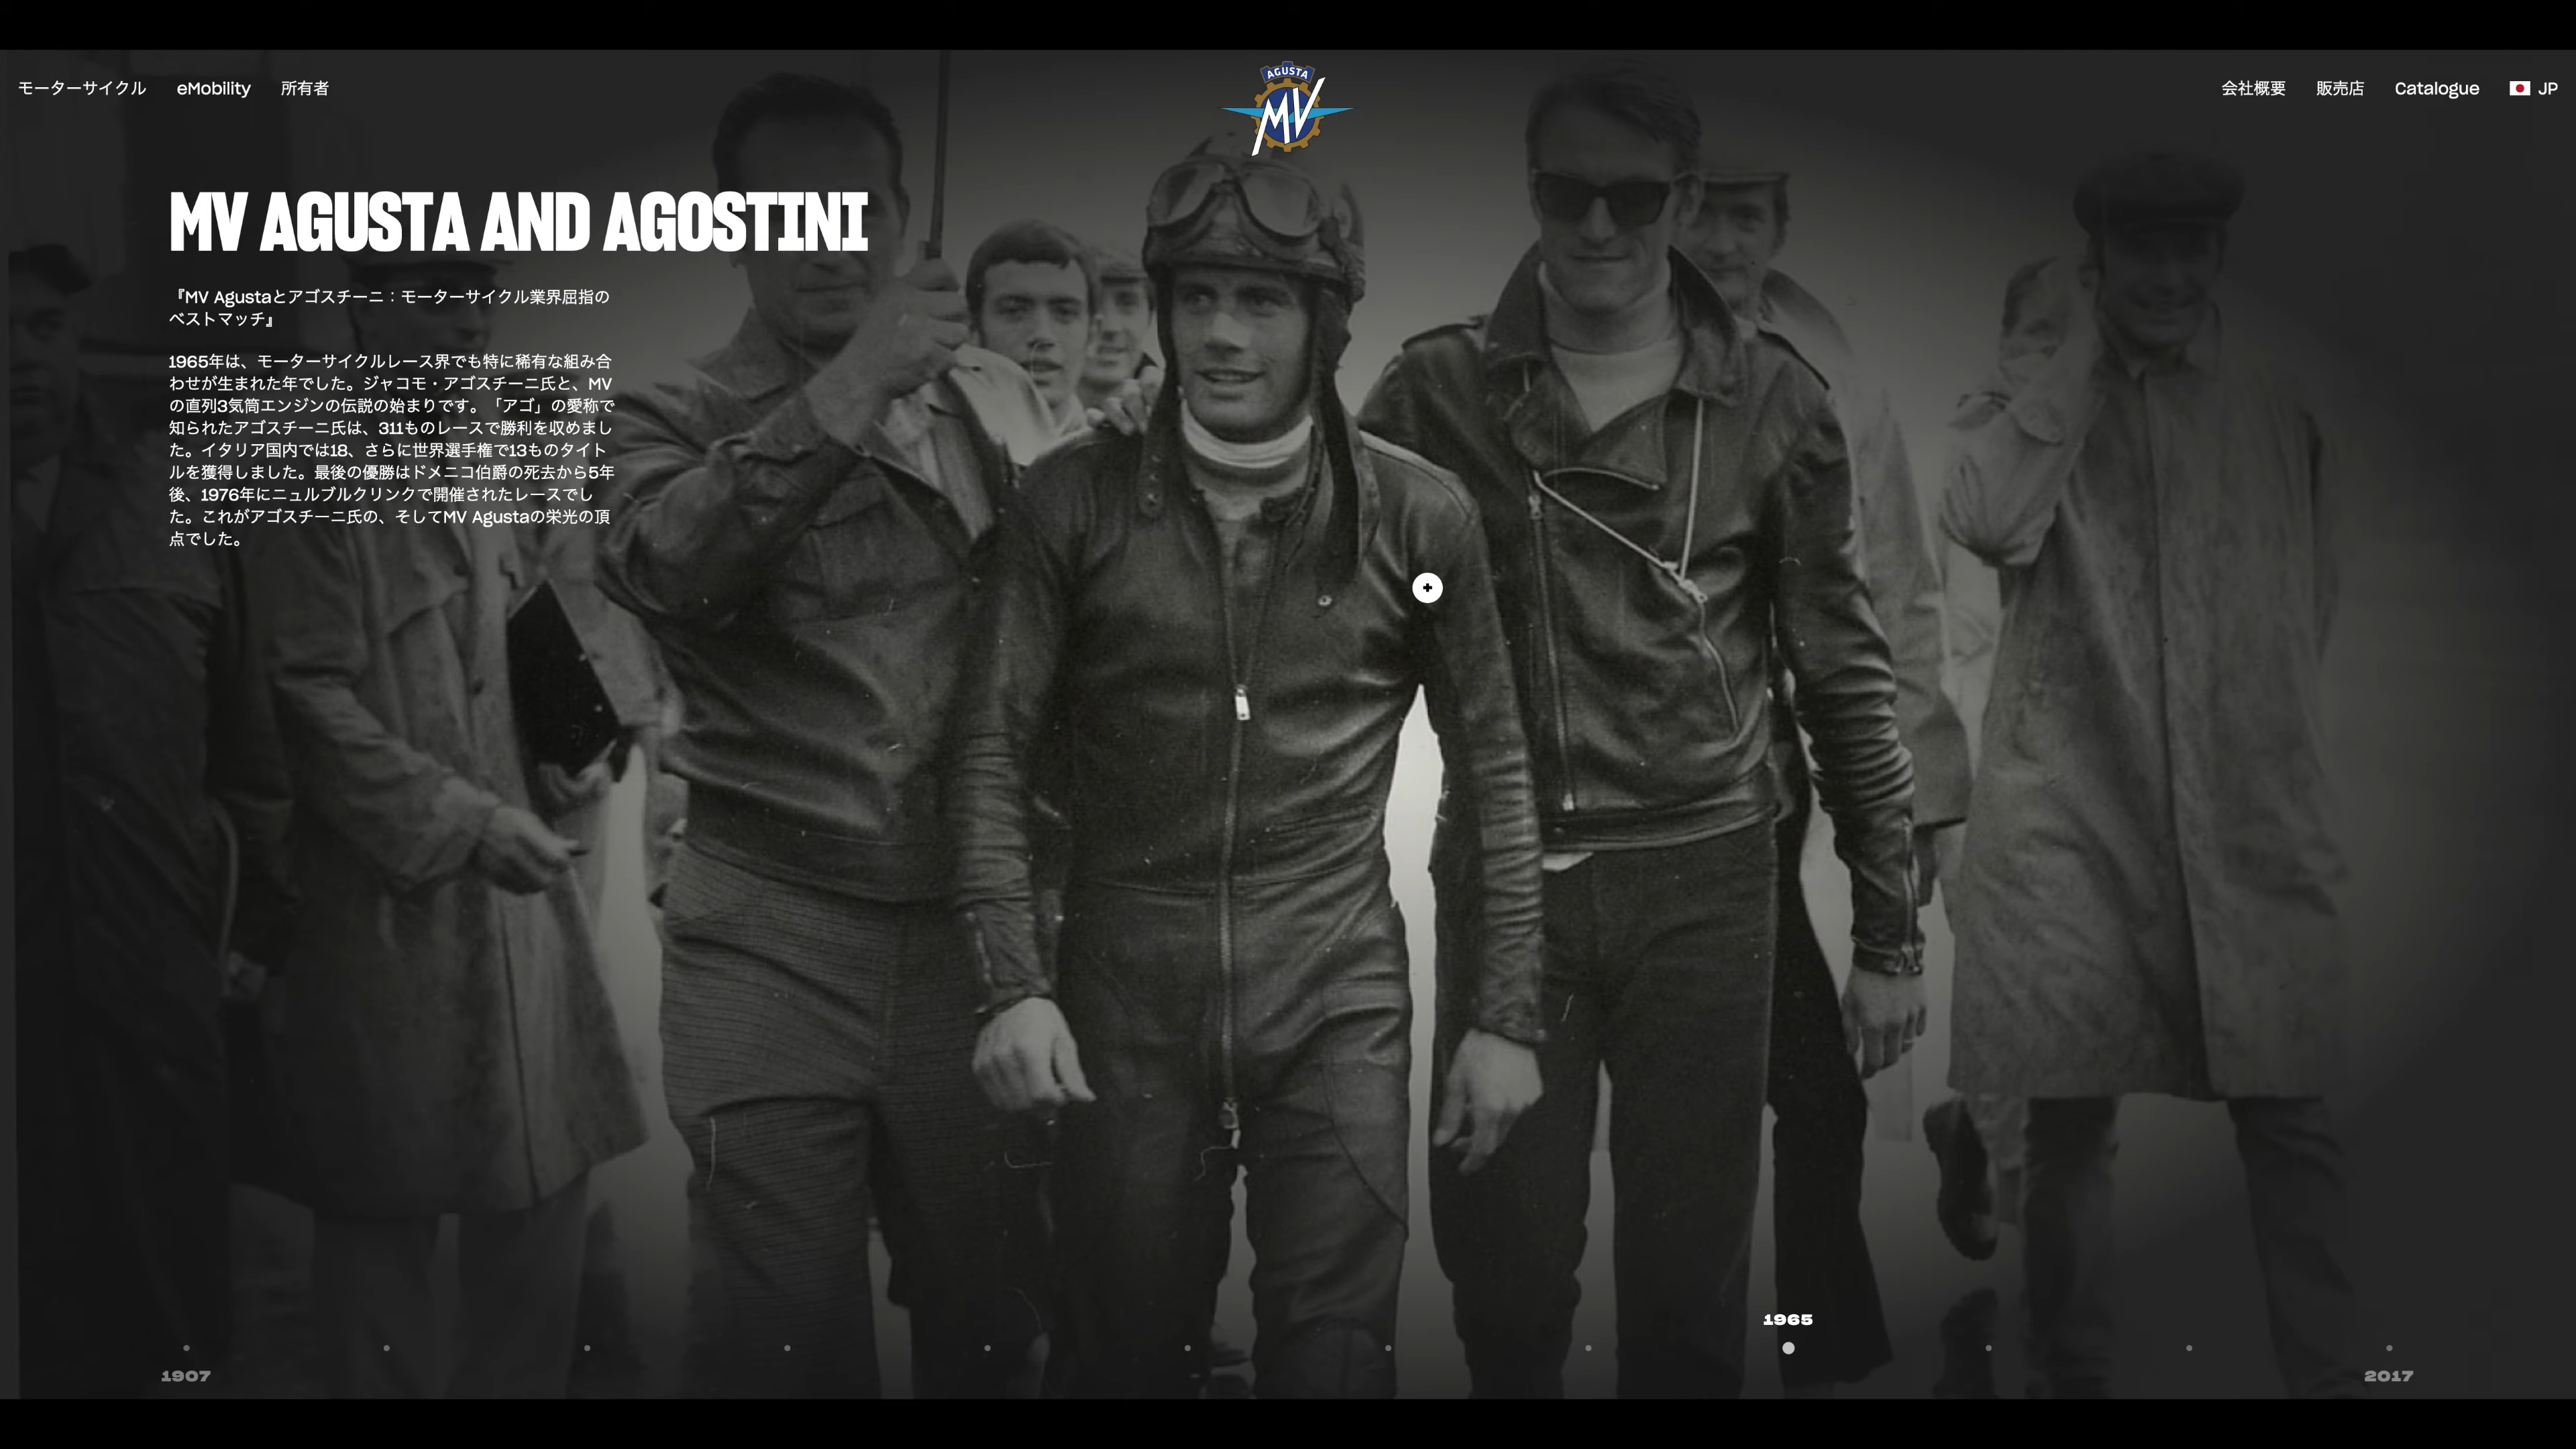 モーターサイクル eMobility 所有者
AGUSTA
MV
会社概要 販売店 Catalogue JP
MV AGUSTA AND AGOSTINI
『MV Agustaとアゴスチーニ：モーターサイクル業界屈指の
ベストマッチ』
1965年は、モーターサイクルレース界でも特に稀有な組み合
わせが生まれた年でした。ジャコモ・アゴスチーニ氏と、MV
の直列3気筒エンジンの伝説の始まりです。「アゴ」の愛称で
知られたアゴスチーニ氏は、311ものレースで勝利を収めまし
た。イタリア国内では18、さらに世界選手権で13ものタイト
ルを獲得しました。最後の優勝はドメニコ伯爵の死去から5年
後、1976年にニュルブルクリンクで開催されたレースでし
た。これがアゴスチーニ氏の、そしてMV Agustaの栄光の頂
点でした。
1965
1907
2017